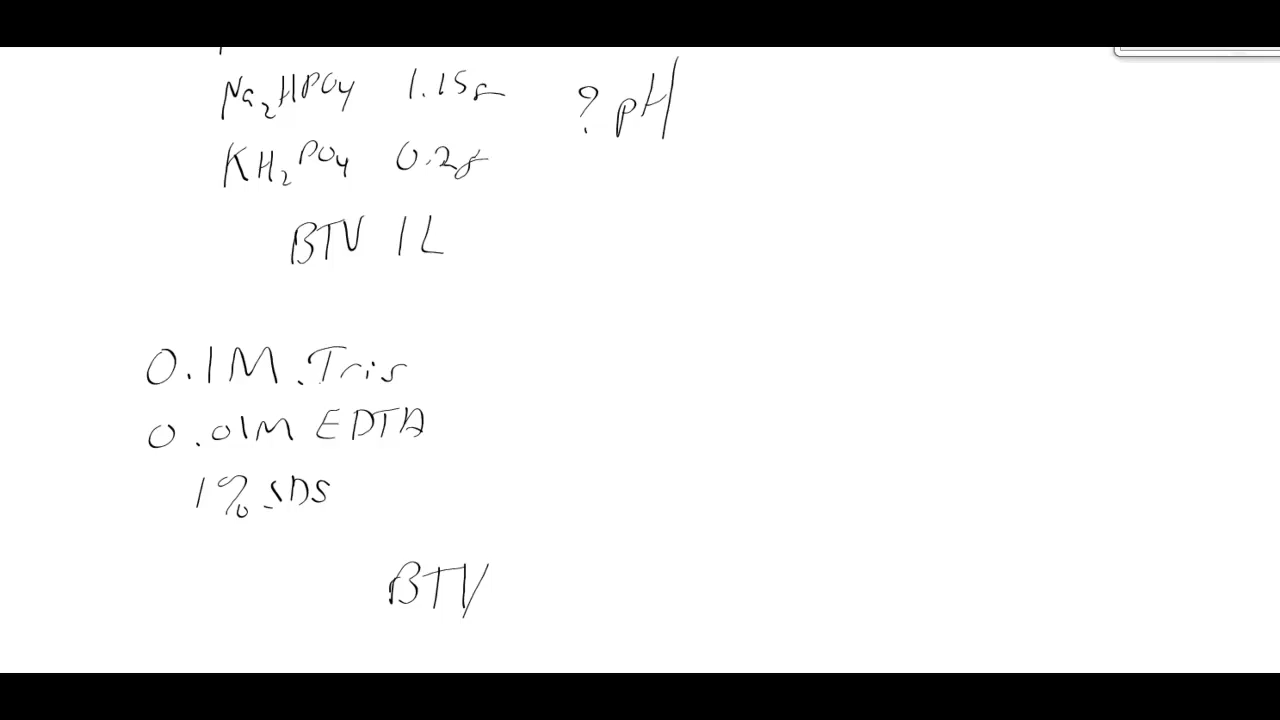 Na2HPO4 1.15g ? pH
KH2PO4 0.2g
BTV 1L
0.1M Tris
0.01M EDTA
1% SDS
BTV